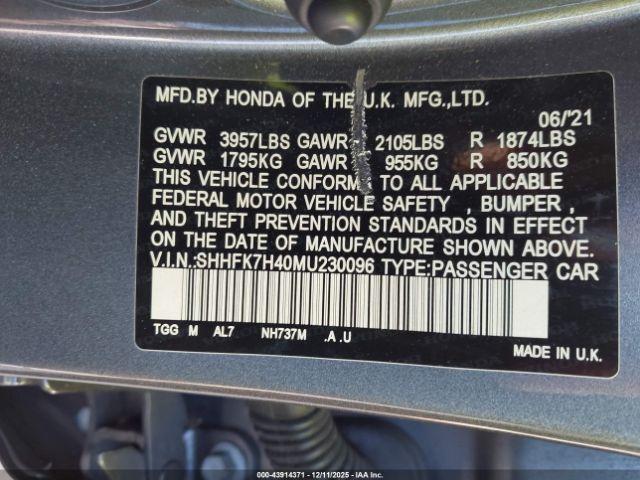 MFD.BY HONDA OF THE U.K. MFG.,LTD.
06/'21
GVWR 3957LBS GAWR 2105LBS R 1874LBS
GVWR 1795KG GAWR 955KG R 850KG
THIS VEHICLE CONFORM TO ALL APPLICABLE
FEDERAL MOTOR VEHICLE SAFETY , BUMPER ,
AND THEFT PREVENTION STANDARDS IN EFFECT
ON THE DATE OF MANUFACTURE SHOWN ABOVE.
V.I.N.:SHHFK7H40MU230096 TYPE:PASSENGER CAR
TGG M AL7 NH737M .A .U
MADE IN U.K.
000-43914371 | 12/11/2025 - IAAI.COM